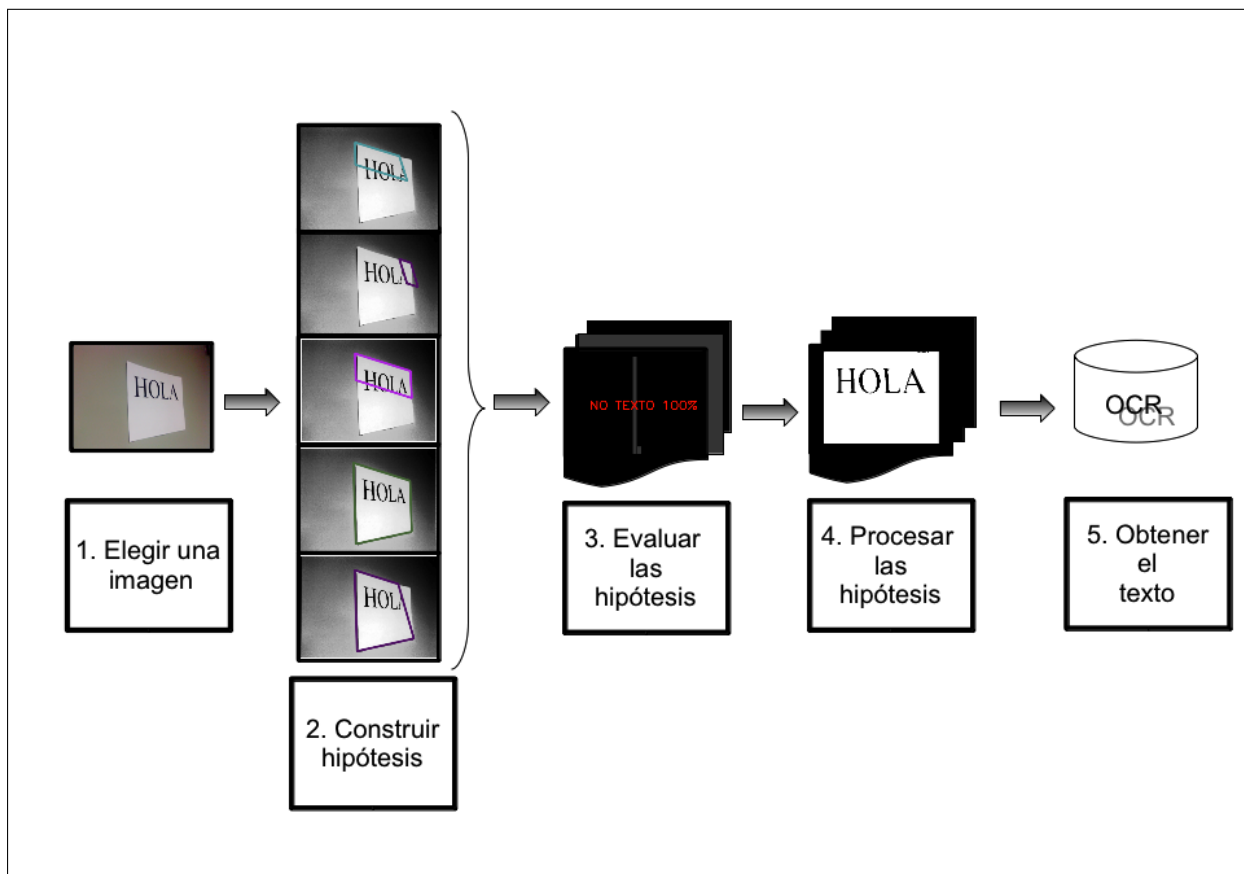 HOLA
HOLA
HOLA
HOLA
HOLA
HOLA
NO TEXTO 100%
HOLA
OCR
OCR
1. Elegir una
imagen
2. Construir
hipótesis
3. Evaluar
las
hipótesis
4. Procesar
las
hipótesis
5. Obtener
el
texto